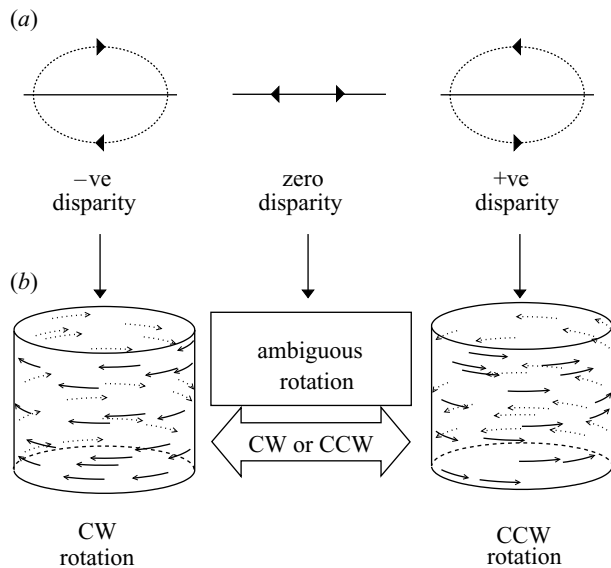 (a)
–ve
disparity
zero
disparity
+ve
disparity
(b)
ambiguous
rotation
CW or CCW
CW
rotation
CCW
rotation